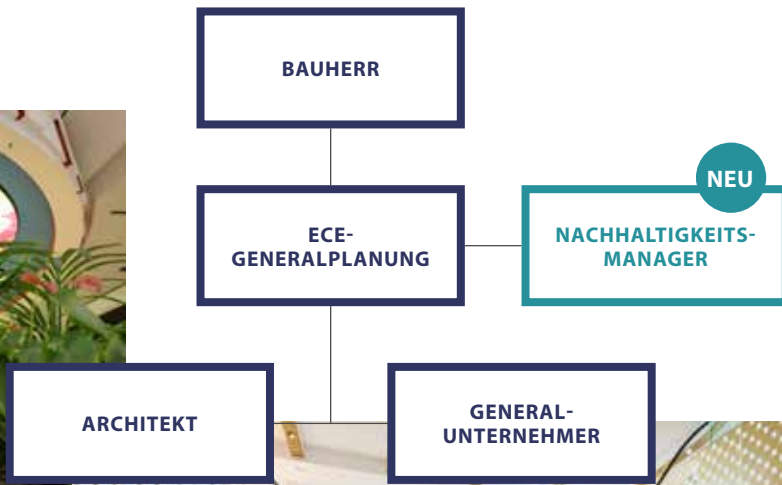 BAUHERR
NEU
ECE-
GENERALPLANUNG
NACHHALTIGKEITS-
MANAGER
ARCHITEKT
GENERAL-
UNTERNEHMER